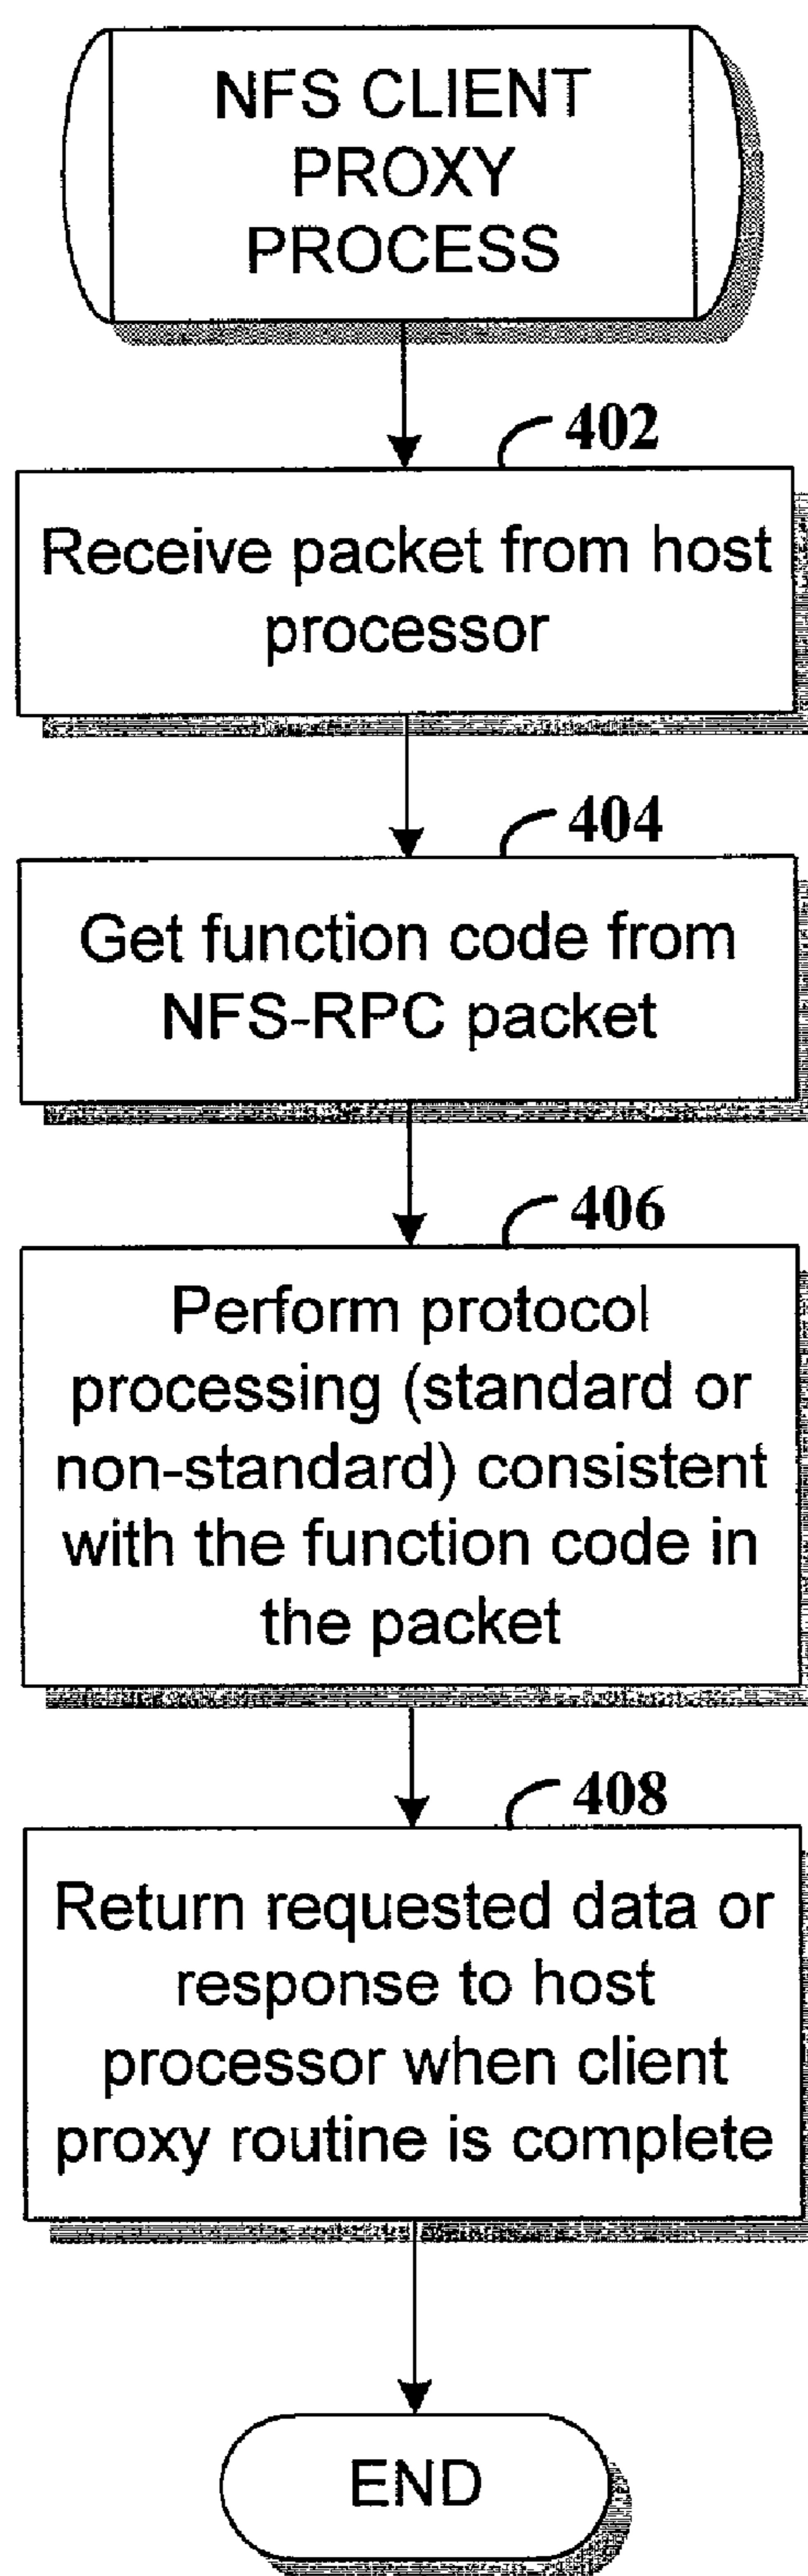 NFS CLIENT
PROXY
PROCESS
402
Receive packet from host
processor
404
Get function code from
NFS-RPC packet
406
Perform protocol
processing (standard or
non-standard) consistent
with the function code in
the packet
408
Return requested data or
response to host
processor when client
proxy routine is complete
END